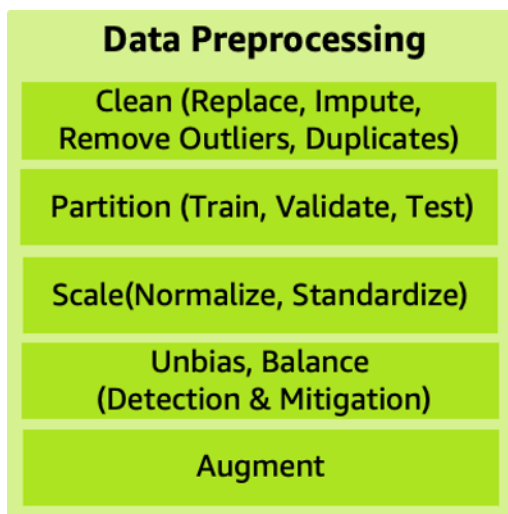 Data Preprocessing
Clean (Replace, Impute,
Remove Outliers, Duplicates)
Partition (Train, Validate, Test)
Scale(Normalize, Standardize)
Unbias, Balance
(Detection & Mitigation)
Augment